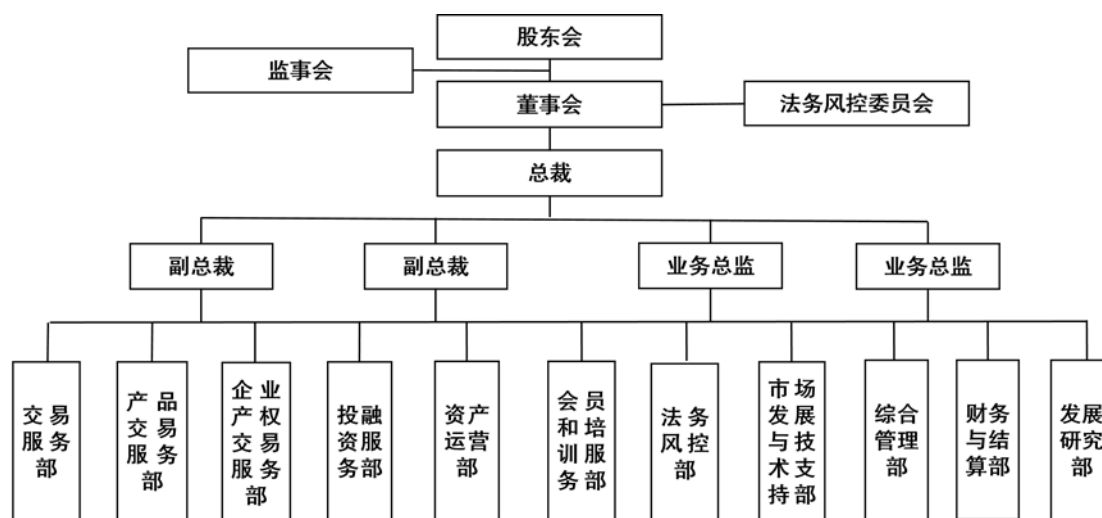 股东会
监事会
董事会
法务风控委员会
总裁
副总裁
副总裁
业务总监
业务总监
交易
服务
部
产品
交易
服务
部
企业
产权
交易
服务
部
投融
资服
务部
资产
运营
部
会员
和培
训服
务部
法务
风控
部
市场
发展
与技
术支
持部
综合
管理
部
财务
与结
算部
发展
研究
部